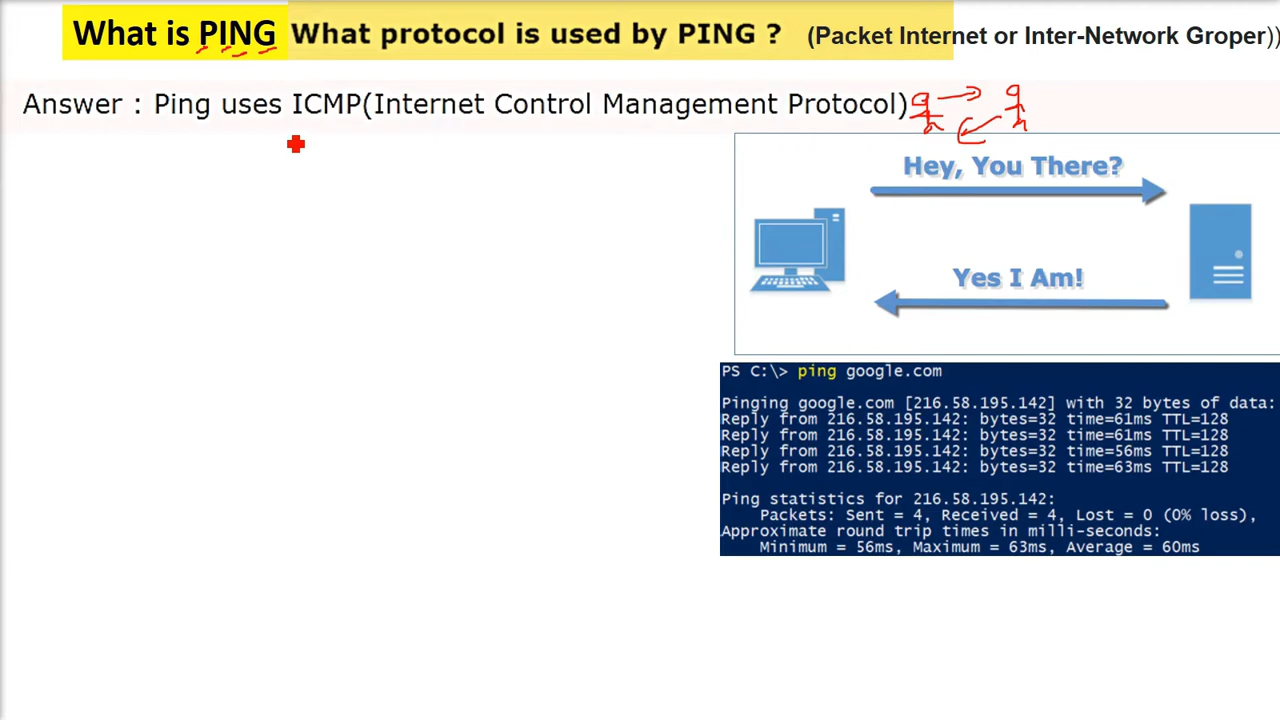 What is PING What protocol is used by PING ? (Packet Internet or Inter-Network Groper))
Answer : Ping uses ICMP(Internet Control Management Protocol)
Hey, You There?
Yes I Am!
PS C:\> ping google.com
Pinging google.com [216.58.195.142] with 32 bytes of data:
Reply from 216.58.195.142: bytes=32 time=61ms TTL=128
Reply from 216.58.195.142: bytes=32 time=61ms TTL=128
Reply from 216.58.195.142: bytes=32 time=56ms TTL=128
Reply from 216.58.195.142: bytes=32 time=63ms TTL=128
Ping statistics for 216.58.195.142:
Packets: Sent = 4, Received = 4, Lost = 0 (0% loss),
Approximate round trip times in milli-seconds:
Minimum = 56ms, Maximum = 63ms, Average = 60ms